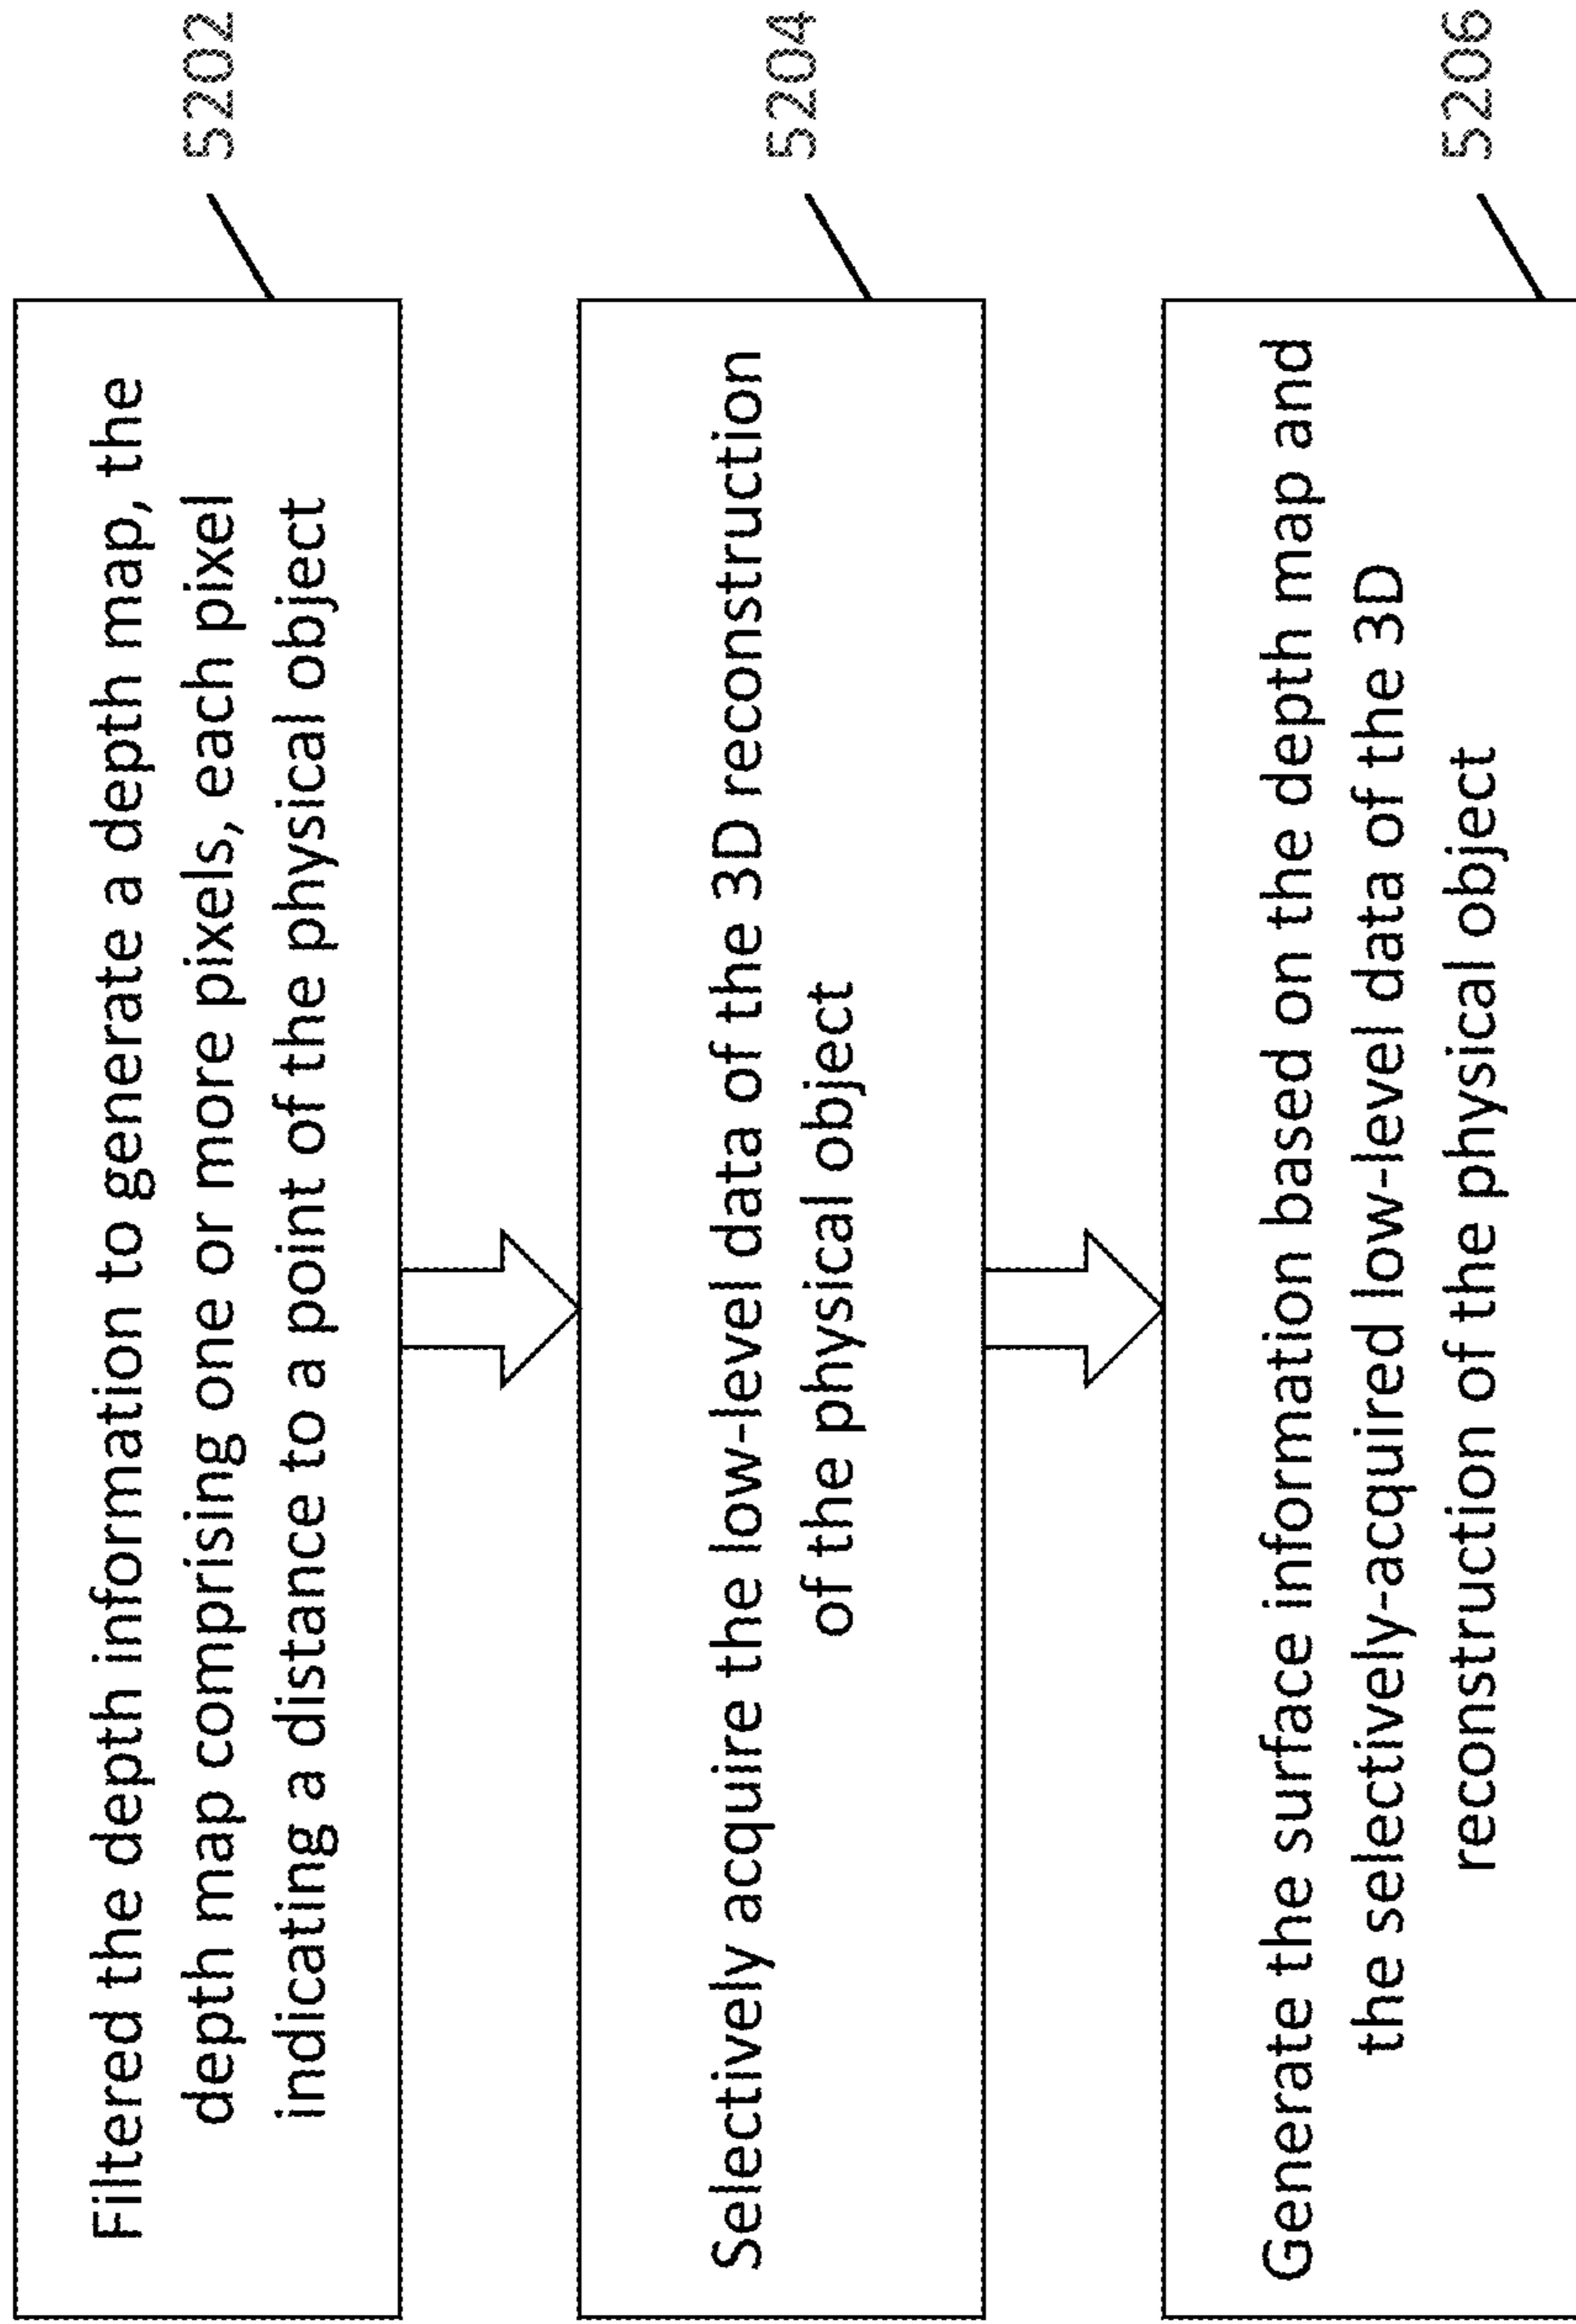 Filtered the depth information to generate a depth map, the
depth map comprising one or more pixels, each pixel
indicating a distance to a point of the physical object
5202
Selectively acquire the low-level data of the 3D reconstruction
of the physical object
5204
Generate the surface information based on the depth map and
the selectively-acquired low-level data of the 3D
reconstruction of the physical object
5206